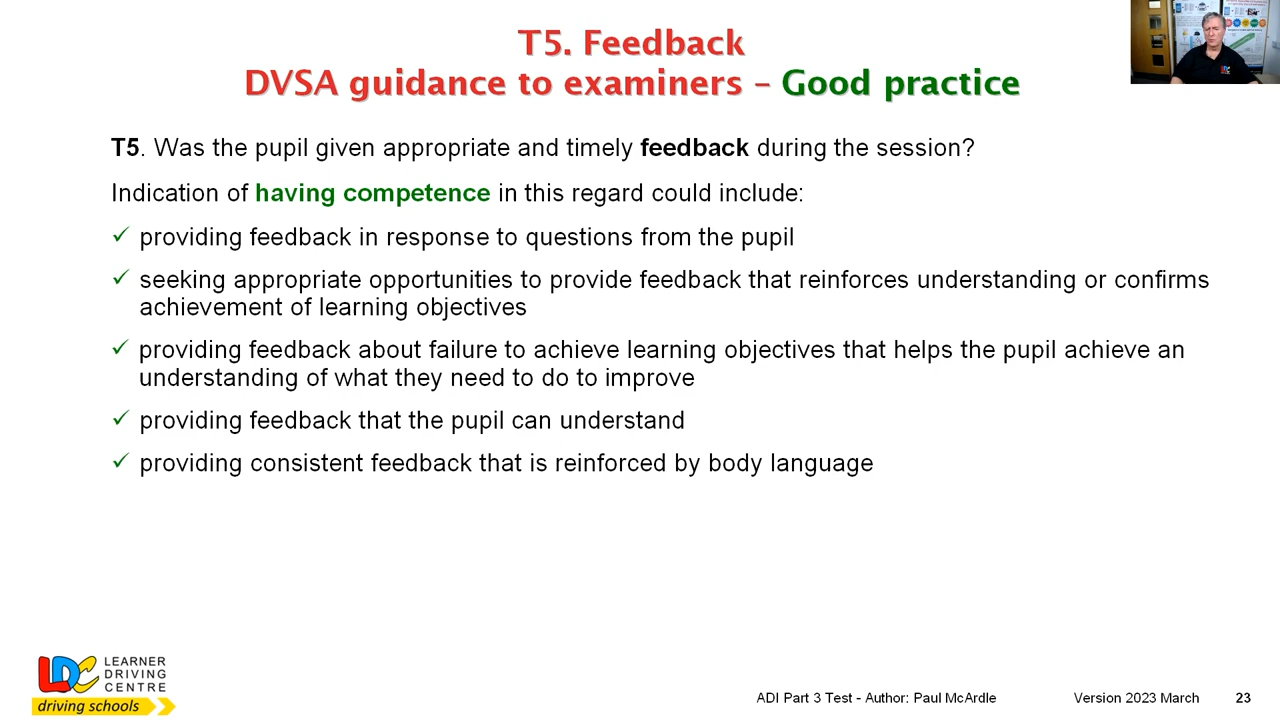 T5. Feedback
DVSA guidance to examiners – Good practice
T5. Was the pupil given appropriate and timely feedback during the session?
Indication of having competence in this regard could include:
✓ providing feedback in response to questions from the pupil
✓ seeking appropriate opportunities to provide feedback that reinforces understanding or confirms
achievement of learning objectives
✓ providing feedback about failure to achieve learning objectives that helps the pupil achieve an
understanding of what they need to do to improve
✓ providing feedback that the pupil can understand
✓ providing consistent feedback that is reinforced by body language
LDC
LEARNER
DRIVING
CENTRE
driving schools
ADI Part 3 Test - Author: Paul McArdle
Version 2023 March
23